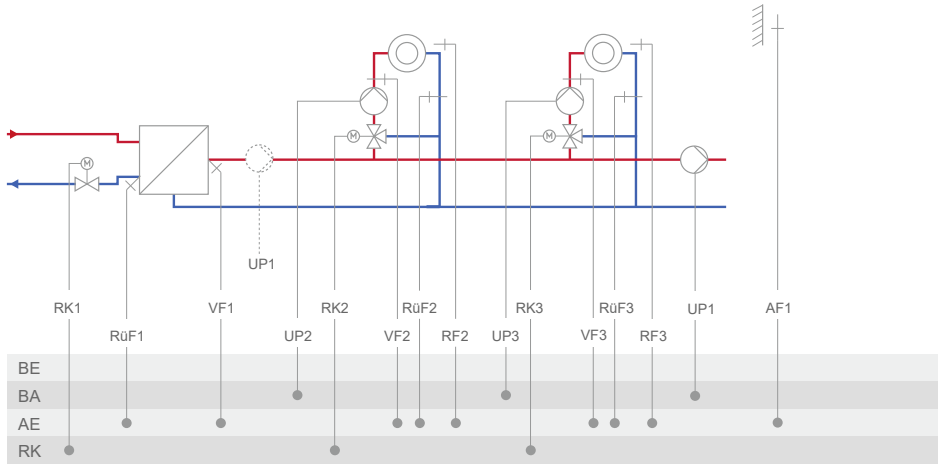 M
M
M
UP1
RK1
VF1
RK2
RüF2
RK3
RüF3
UP1
AF1
RüF1
UP2
VF2
RF2
UP3
VF3
RF3
BE
BA
AE
RK